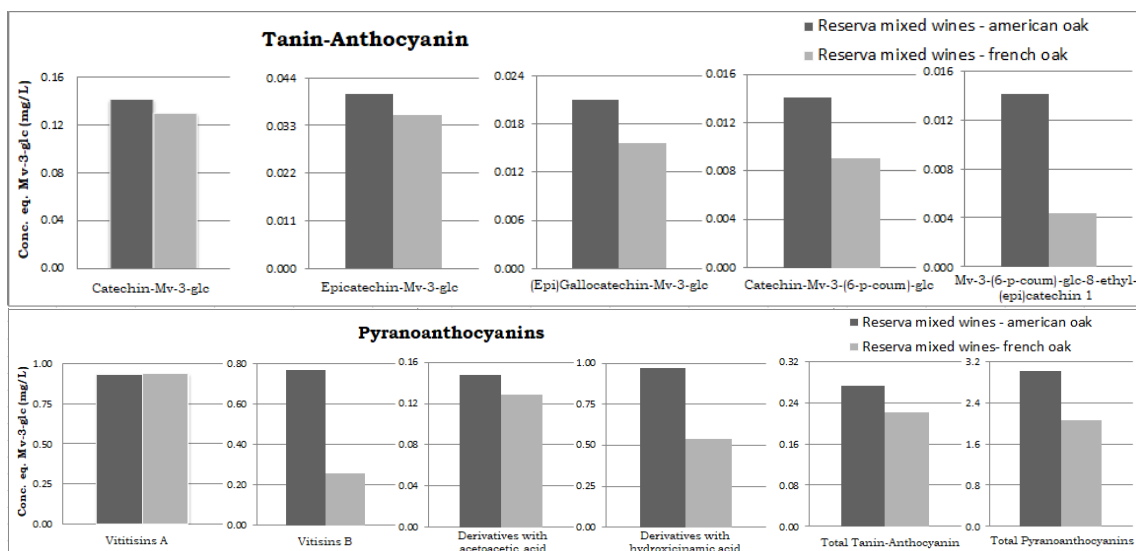 Tanin-Anthocyanin
Reserva mixed wines - american oak
Reserva mixed wines - french oak
Conc. eq. Mv-3-glc (mg/L)
0.16
0.12
0.08
0.04
0.00
Catechin-Mv-3-glc
0.044
0.033
0.022
0.011
0.000
Epicatechin-Mv-3-glc
0.024
0.018
0.012
0.006
0.000
(Epi)Gallocatechin-Mv-3-glc
0.016
0.012
0.008
0.004
0.000
Catechin-Mv-3-(6-p-coum)-glc
0.016
0.012
0.008
0.004
0.000
Mv-3-(6-p-coum)-glc-8-ethyl-
(epi)catechin 1
Pyranoanthocyanins
Reserva mixed wines - american oak
Reserva mixed wines- french oak
Conc. eq. Mv-3-glc (mg/L)
1.00
0.75
0.50
0.25
0.00
Vititisins A
0.80
0.60
0.40
0.20
0.00
Vitisins B
0.16
0.12
0.08
0.04
0.00
Derivatives with
acetoacetic acid
1.00
0.75
0.50
0.25
0.00
Derivatives with
hydroxicinamic acid
0.32
0.24
0.16
0.08
0.00
Total Tanin-Anthocyanin
3.2
2.4
1.6
0.8
0.0
Total Pyranoanthocyanins